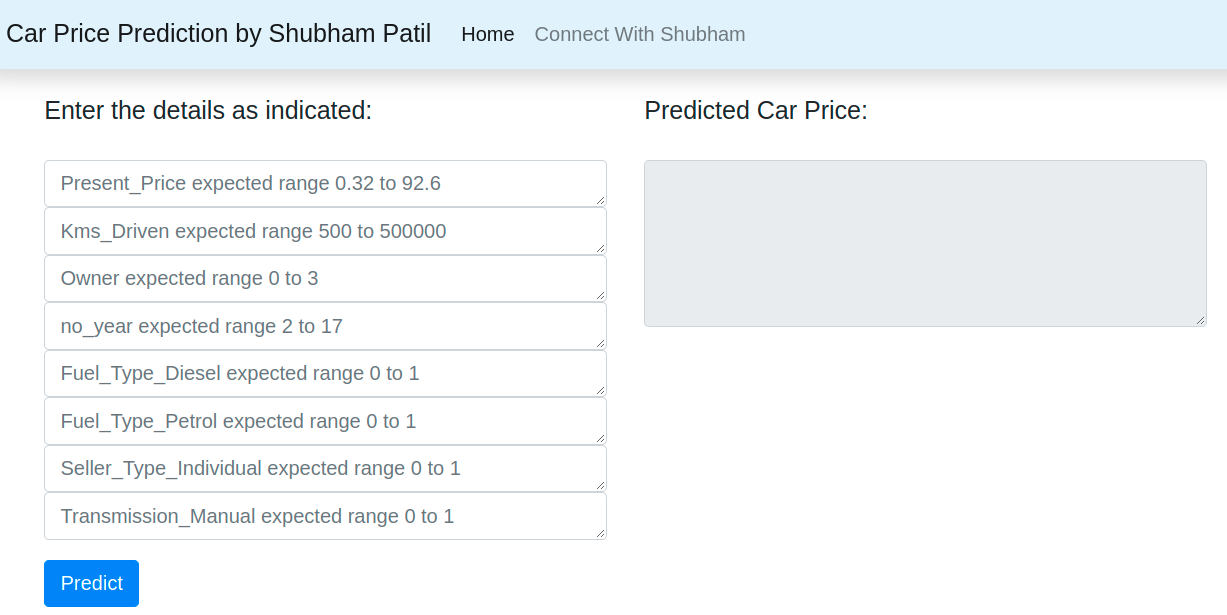 Car Price Prediction by Shubham Patil Home Connect With Shubham
Enter the details as indicated:
Present_Price expected range 0.32 to 92.6
Kms_Driven expected range 500 to 500000
Owner expected range 0 to 3
no_year expected range 2 to 17
Fuel_Type_Diesel expected range 0 to 1
Fuel_Type_Petrol expected range 0 to 1
Seller_Type_Individual expected range 0 to 1
Transmission_Manual expected range 0 to 1
Predict
Predicted Car Price: